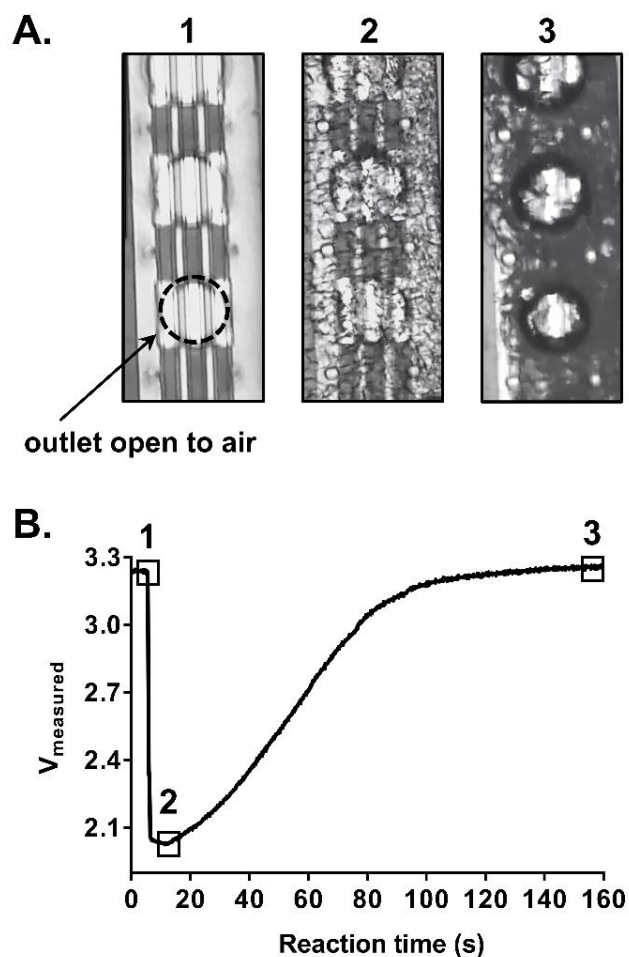 A.
1 2 3
outlet open to air
B.
1
2
3
3.3
3.0
2.7
2.4
2.1
Vmeasured
0 20 40 60 80 100 120 140 160
Reaction time (s)